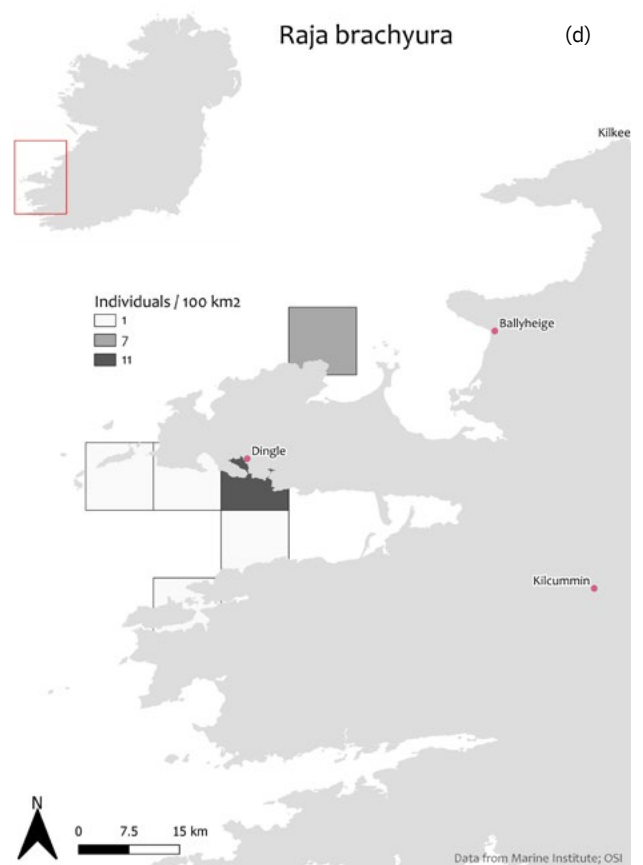 Raja brachyura
(d)
Kilkee
Individuals / 100 km2
1
7
11
Ballyheige
Dingle
Kilcummin
N
0 7.5 15 km
Data from Marine Institute; OSI